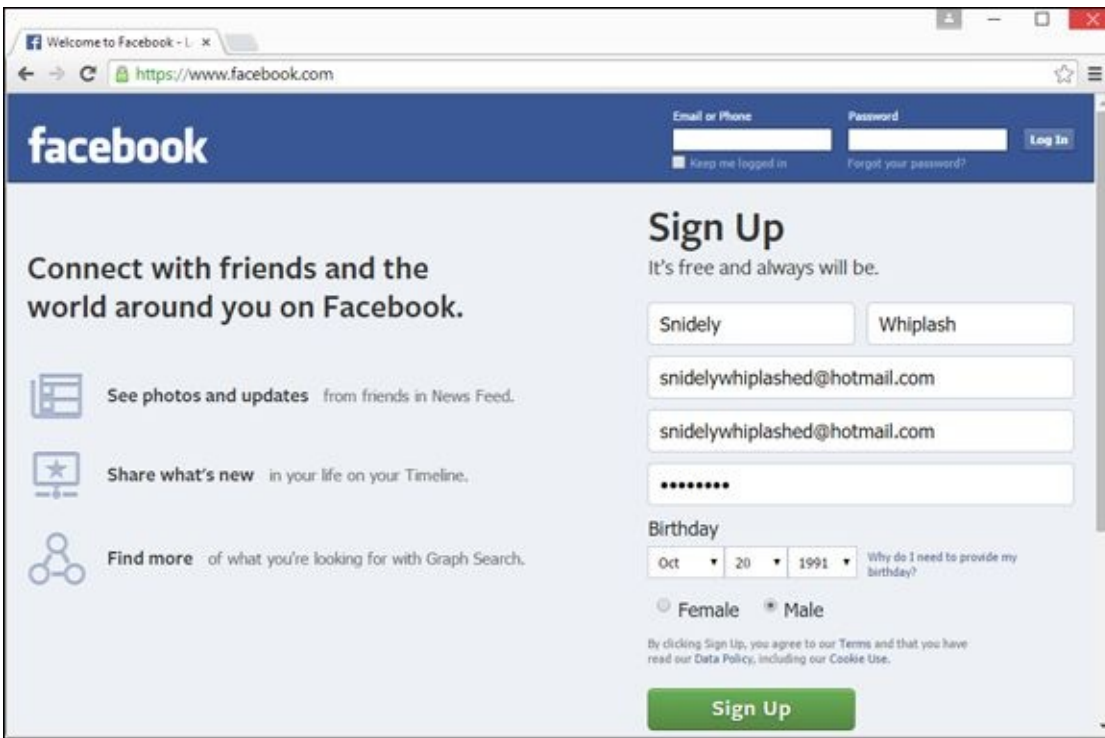 Welcome to Facebook - L
https://www.facebook.com
facebook
Email or Phone
Password
Log In
Keep me logged in
Forgot your password?
Connect with friends and the
world around you on Facebook.
See photos and updates from friends in News Feed.
Share what's new in your life on your Timeline.
Find more of what you're looking for with Graph Search.
Sign Up
It's free and always will be.
Snidely
Whiplash
snidelywhiplashed@hotmail.com
snidelywhiplashed@hotmail.com
••••••••
Birthday
Oct 20 1991
Why do I need to provide my
birthday?
Female Male
By clicking Sign Up, you agree to our Terms and that you have
read our Data Policy, including our Cookie Use.
Sign Up